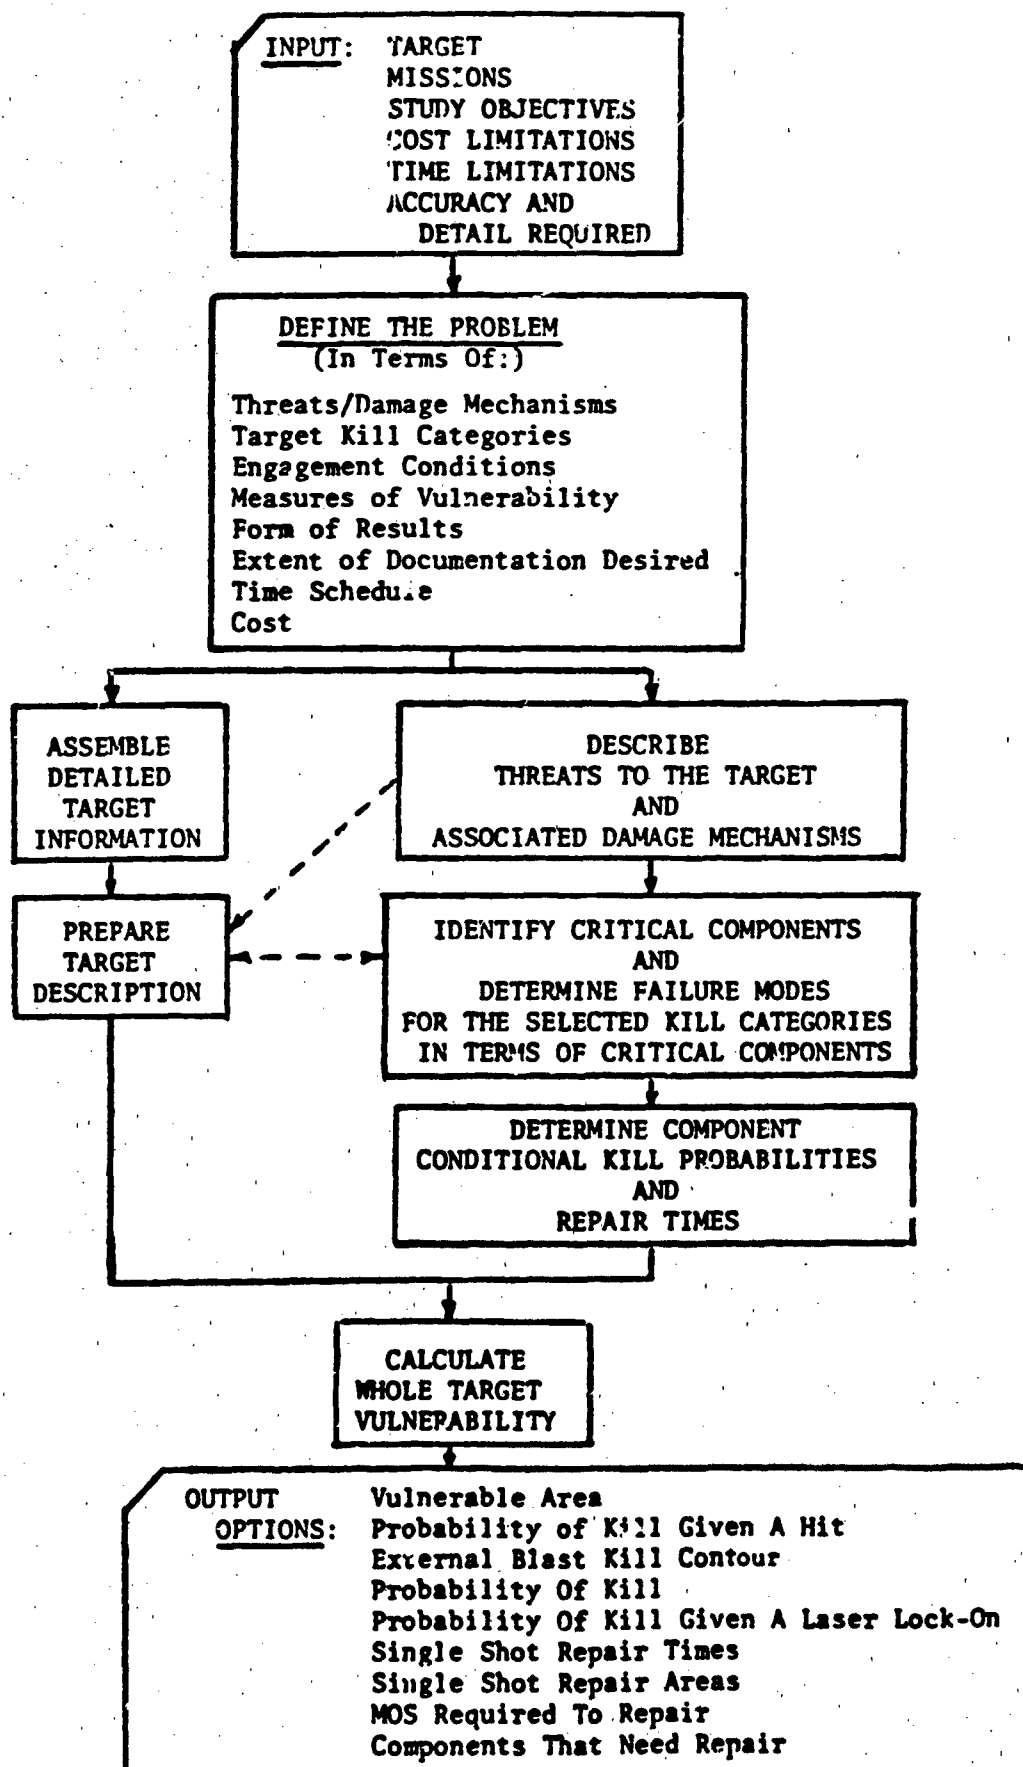 INPUT: TARGET
MISSIONS
STUDY OBJECTIVES
COST LIMITATIONS
TIME LIMITATIONS
ACCURACY AND
DETAIL REQUIRED
DEFINE THE PROBLEM
(In Terms Of:)
Threats/Damage Mechanisms
Target Kill Categories
Engagement Conditions
Measures of Vulnerability
Form of Results
Extent of Documentation Desired
Time Schedule
Cost
ASSEMBLE
DETAILED
TARGET
INFORMATION
DESCRIBE
THREATS TO THE TARGET
AND
ASSOCIATED DAMAGE MECHANISMS
PREPARE
TARGET
DESCRIPTION
IDENTIFY CRITICAL COMPONENTS
AND
DETERMINE FAILURE MODES
FOR THE SELECTED KILL CATEGORIES
IN TERMS OF CRITICAL COMPONENTS
DETERMINE COMPONENT
CONDITIONAL KILL PROBABILITIES
AND
REPAIR TIMES
CALCULATE
WHOLE TARGET
VULNERABILITY
OUTPUT Vulnerable Area
OPTIONS: Probability of Kill Given A Hit
External Blast Kill Contour
Probability Of Kill
Probability Of Kill Given A Laser Lock-On
Single Shot Repair Times
Single Shot Repair Areas
MOS Required To Repair
Components That Need Repair